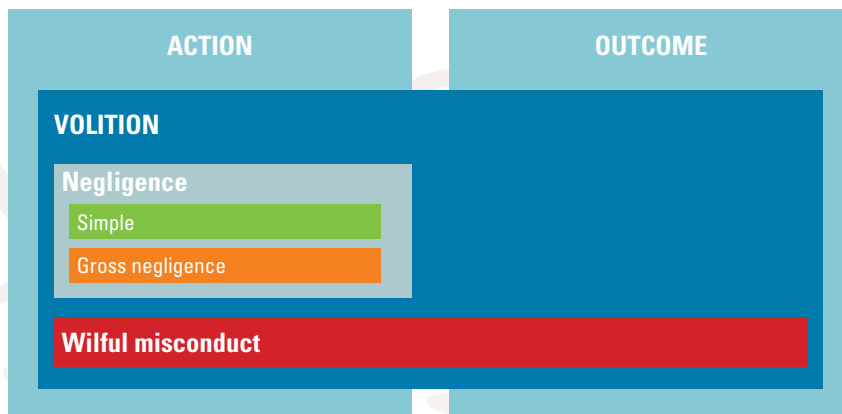 ACTION
OUTCOME
VOLITION
Negligence
Simple
Gross negligence
Wilful misconduct